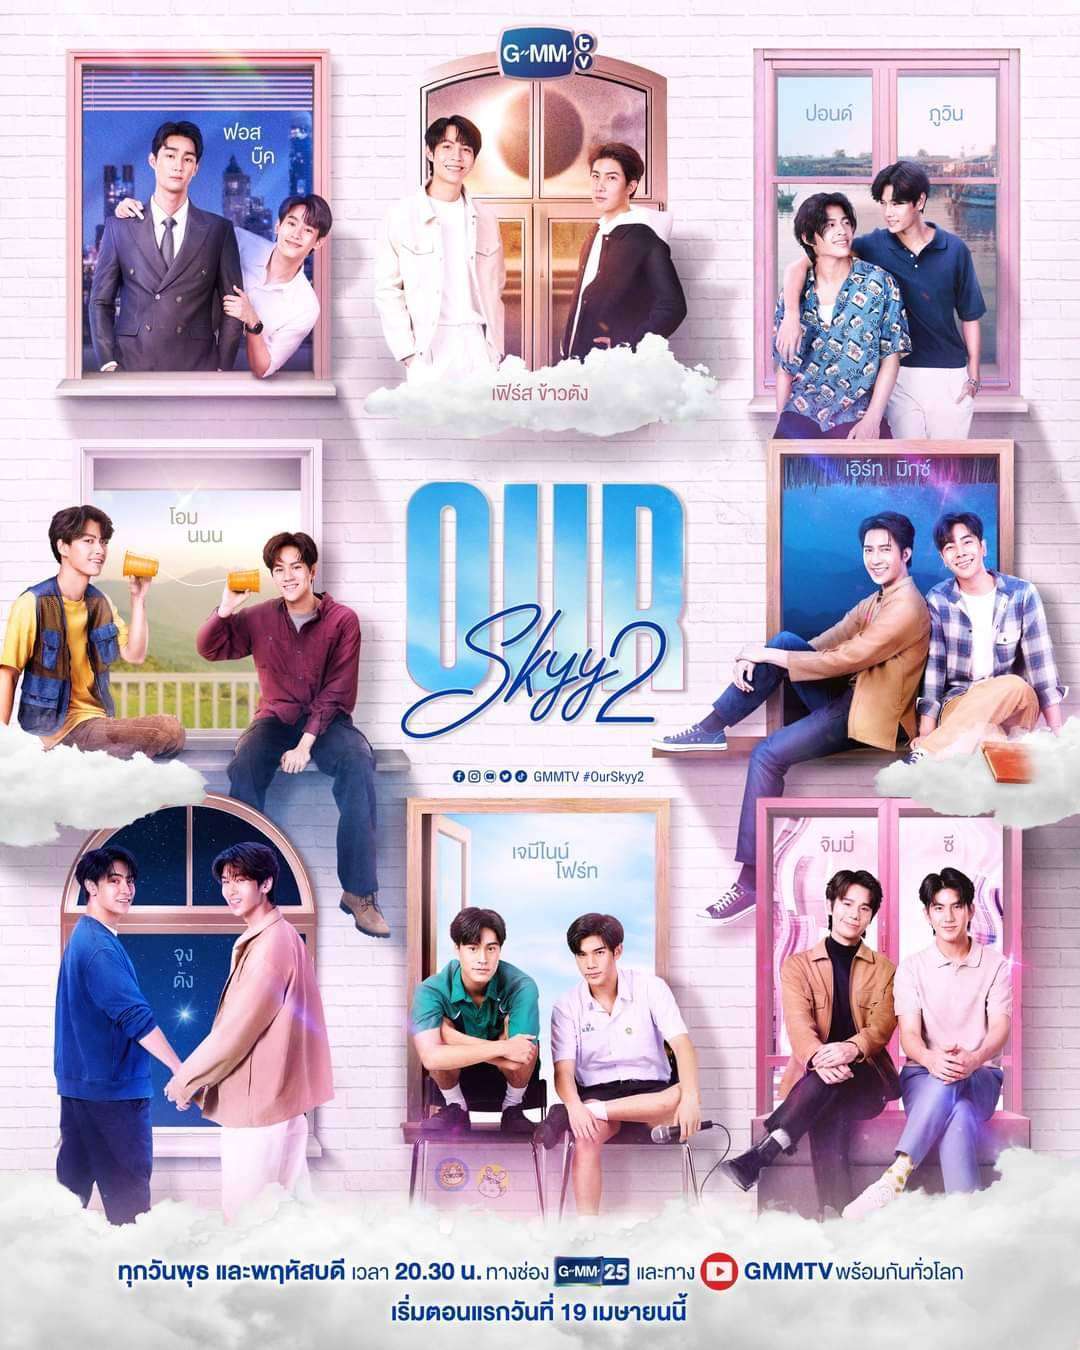 G"MM' tv
ฟอส
บุ๊ค
ปอนด์ ภูวิน
เฟิร์ส ข้าวตัง
โอม
นนน
เอิร์ท มิกซ์
OUR
Skyy2
GMMTV #OurSkyy2
จุง
ดัง
เจมีไนน์
โฟร์ท
จิมมี่ ซี
ทุกวันพุธ และพฤหัสบดี เวลา 20.30 น. ทางช่อง G"MM' 25 และทาง GMMTV พร้อมกันทั่วโลก
เริ่มตอนแรกวันที่ 19 เมษายนนี้